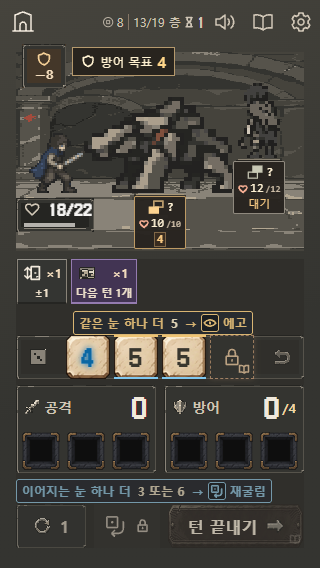 8 | 13/19 층 1
-8
방어 목표 4
?
12/12
대기
18/22
?
10/10
4
×1
±1
×1
다음 턴 1개
같은 눈 하나 더 5 → 예고
4 5 5
공격 0
방어 0/4
이어지는 눈 하나 더 3 또는 6 → 재굴림
1
턴 끝내기